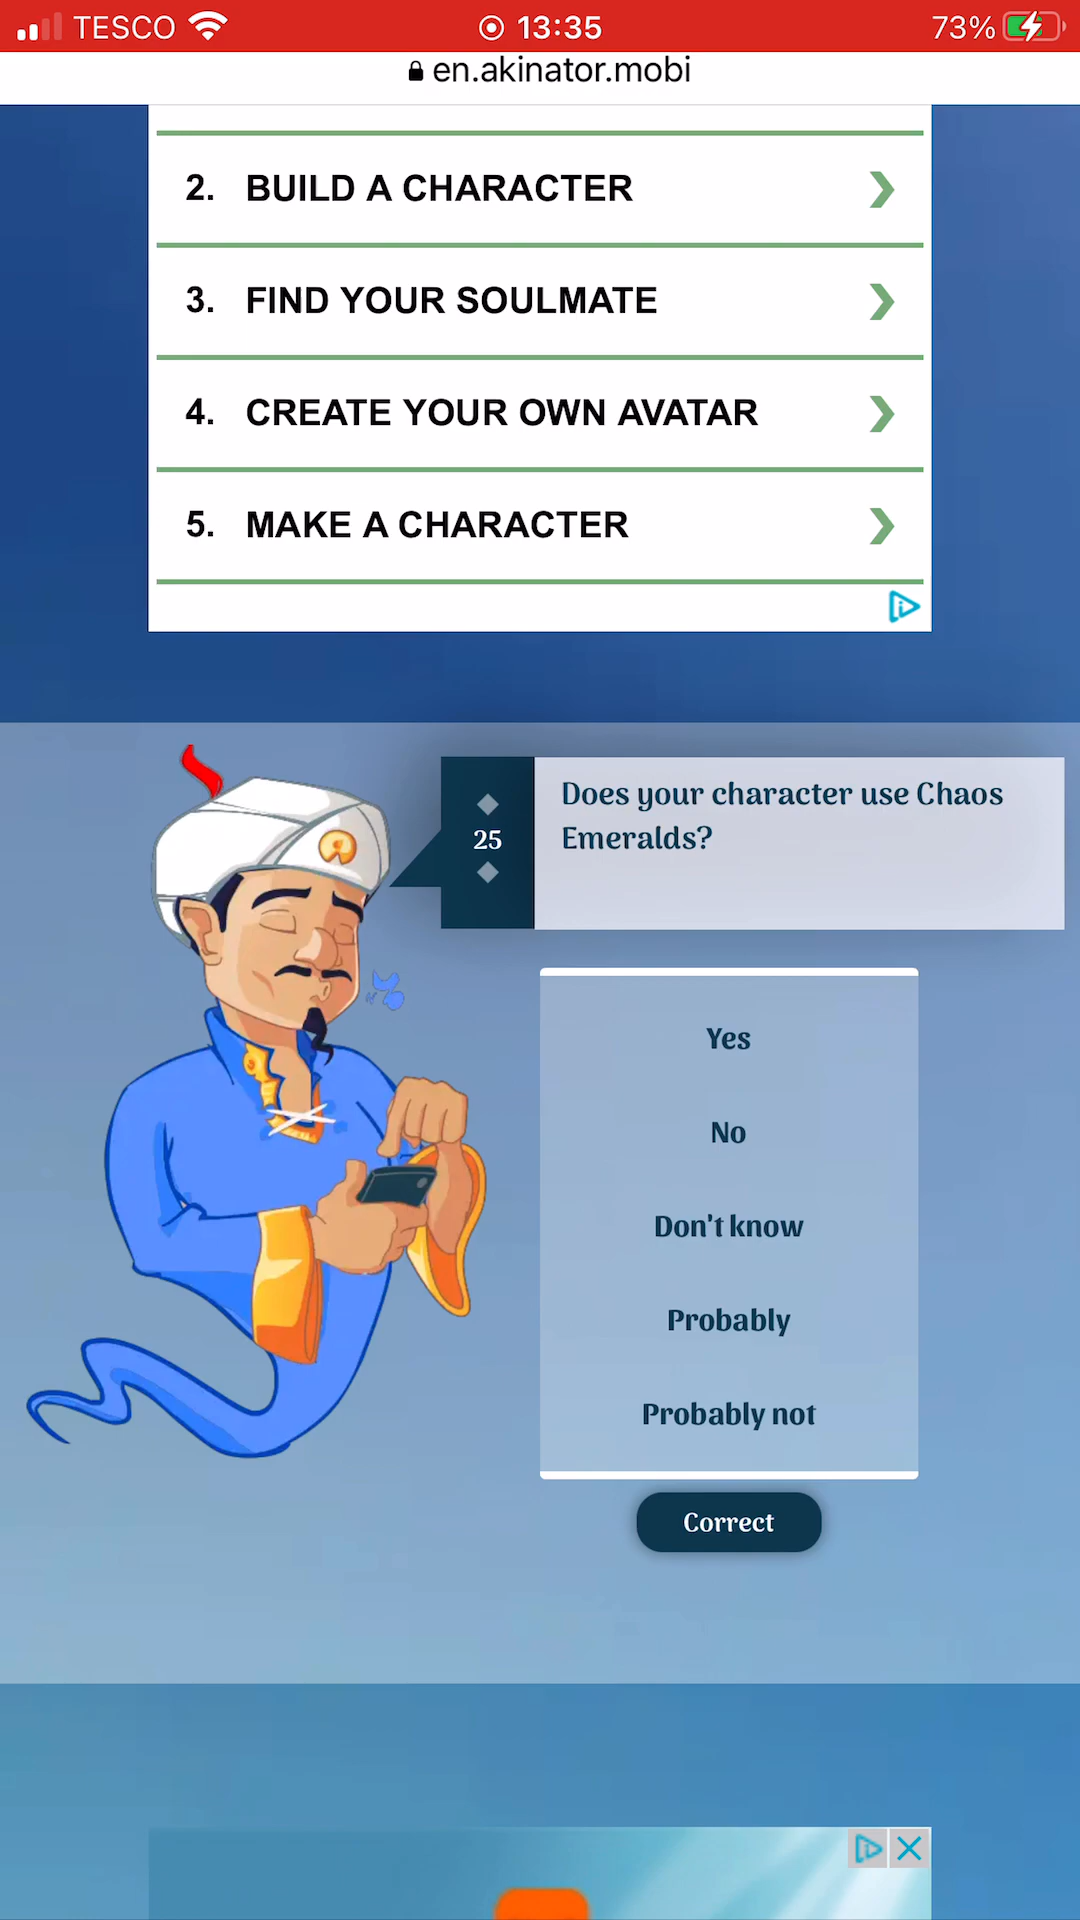 TESCO 13:35 73%
en.akinator.mobi
2. BUILD A CHARACTER
3. FIND YOUR SOULMATE
4. CREATE YOUR OWN AVATAR
5. MAKE A CHARACTER
25
Does your character use Chaos
Emeralds?
Yes
No
Don't know
Probably
Probably not
Correct